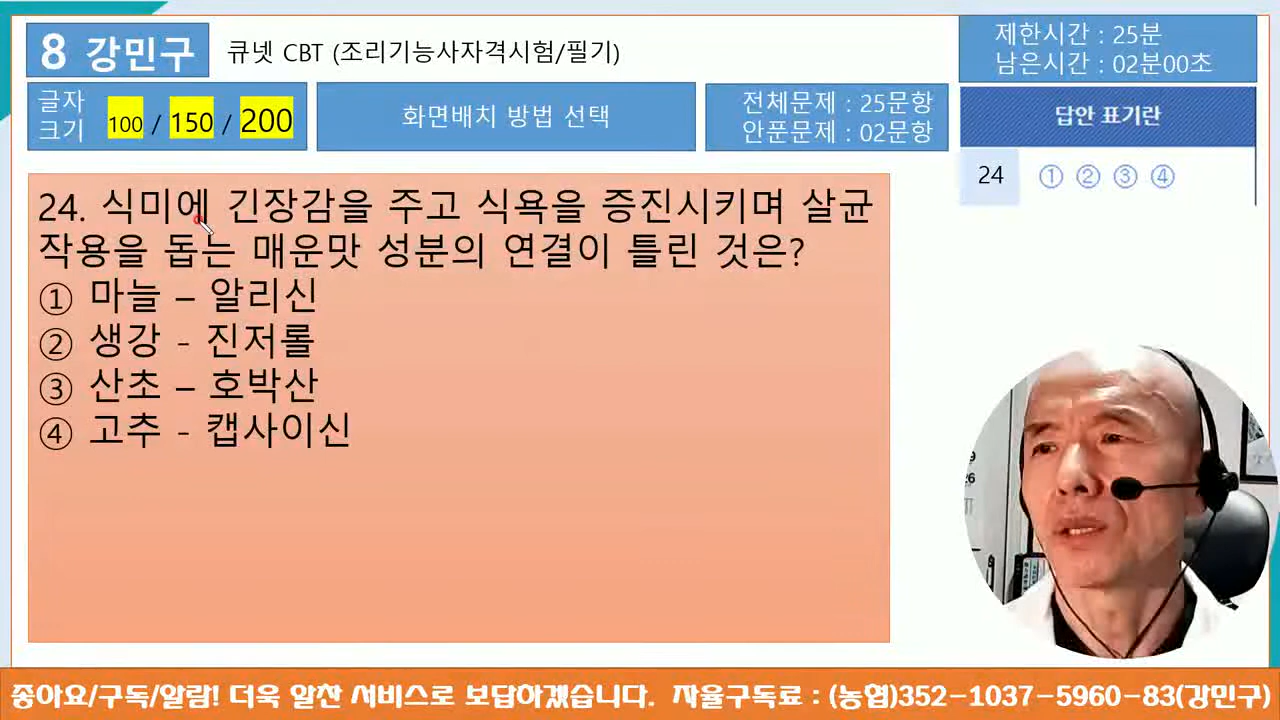 8 강민구
큐넷 CBT (조리기능사자격시험/필기)
제한시간 : 25분
남은시간 : 02분00초
글자
크기
100 / 150 / 200
화면배치 방법 선택
전체문제 : 25문항
안푼문제 : 02문항
답안 표기란
24 ① ② ③ ④
24. 식미에 긴장감을 주고 식욕을 증진시키며 살균
작용을 돕는 매운맛 성분의 연결이 틀린 것은?
① 마늘 – 알리신
② 생강 - 진저롤
③ 산초 – 호박산
④ 고추 - 캡사이신
좋아요/구독/알람! 더욱 알찬 서비스로 보답하겠습니다. 자율구독료 : (농협)352-1037-5960-83(강민구)